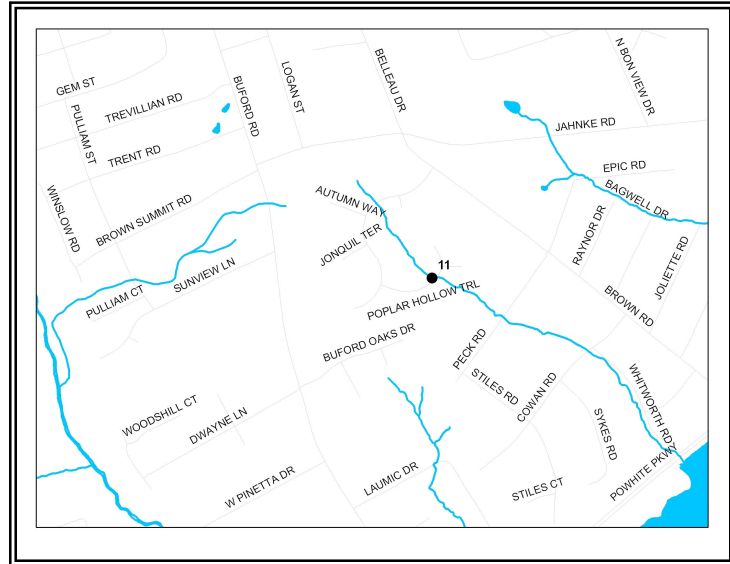 N BON VIEW DR
BELLEAU DR
LOGAN ST
BUFORD RD
GEM ST
TREVILLIAN RD
PULLIAM ST
JAHNKE RD
TRENT RD
EPIC RD
BAGWELL DR
WINSLOW RD
AUTUMN WAY
BROWN SUMMIT RD
RAYNOR DR
JONQUIL TER
JOLIETTE RD
11
SUNVIEW LN
PULLIAM CT
POPLAR HOLLOW TRL
BROWN RD
BUFORD OAKS DR
PECK RD
STILES RD
COWAN RD
WHITWORTH RD
WOODSHILL CT
DWAYNE LN
SYKES RD
POWHITE PKWY
LAUMIC DR
W PINETTA DR
STILES CT